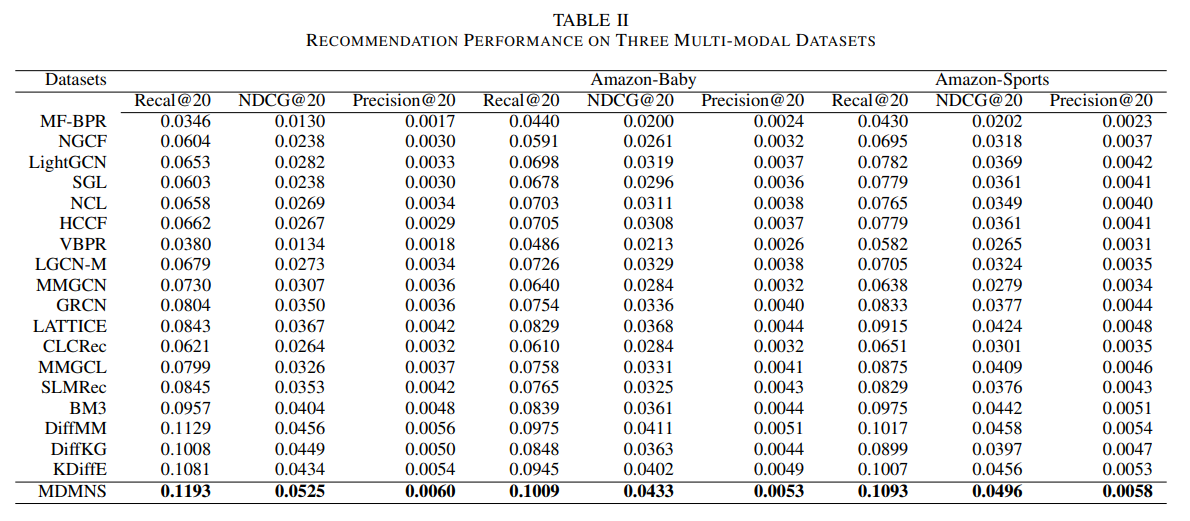 TABLE II
RECOMMENDATION PERFORMANCE ON THREE MULTI-MODAL DATASETS
Datasets Amazon-Baby Amazon-Sports
Recal@20 NDCG@20 Precision@20 Recall@20 NDCG@20 Precision@20 Recall@20 NDCG@20 Precision@20
MF-BPR 0.0346 0.0130 0.0017 0.0440 0.0200 0.0024 0.0430 0.0202 0.0023
NGCF 0.0604 0.0238 0.0030 0.0591 0.0261 0.0032 0.0695 0.0318 0.0037
LightGCN 0.0653 0.0282 0.0033 0.0698 0.0319 0.0037 0.0782 0.0369 0.0042
SGL 0.0603 0.0238 0.0030 0.0678 0.0296 0.0036 0.0779 0.0361 0.0041
NCL 0.0658 0.0269 0.0034 0.0703 0.0311 0.0038 0.0765 0.0349 0.0040
HCCF 0.0662 0.0267 0.0029 0.0705 0.0308 0.0037 0.0779 0.0361 0.0041
VBPR 0.0380 0.0134 0.0018 0.0486 0.0213 0.0026 0.0582 0.0265 0.0031
LGCN-M 0.0679 0.0273 0.0034 0.0726 0.0329 0.0038 0.0705 0.0324 0.0035
MMGCN 0.0730 0.0307 0.0036 0.0640 0.0284 0.0032 0.0638 0.0279 0.0034
GRCN 0.0804 0.0350 0.0036 0.0754 0.0336 0.0040 0.0833 0.0377 0.0044
LATTICE 0.0843 0.0367 0.0042 0.0829 0.0368 0.0044 0.0915 0.0424 0.0048
CLCRec 0.0621 0.0264 0.0032 0.0610 0.0284 0.0032 0.0651 0.0301 0.0035
MMGCL 0.0799 0.0326 0.0037 0.0758 0.0331 0.0041 0.0875 0.0409 0.0046
SLMRec 0.0845 0.0353 0.0042 0.0765 0.0325 0.0043 0.0829 0.0376 0.0043
BM3 0.0957 0.0404 0.0048 0.0839 0.0361 0.0044 0.0975 0.0442 0.0051
DiffMM 0.1129 0.0456 0.0056 0.0975 0.0411 0.0051 0.1017 0.0458 0.0054
DiffKG 0.1008 0.0449 0.0050 0.0848 0.0363 0.0044 0.0899 0.0397 0.0047
KDiffE 0.1081 0.0434 0.0054 0.0945 0.0402 0.0049 0.1007 0.0456 0.0053
MDMNS 0.1193 0.0525 0.0060 0.1009 0.0433 0.0053 0.1093 0.0496 0.0058